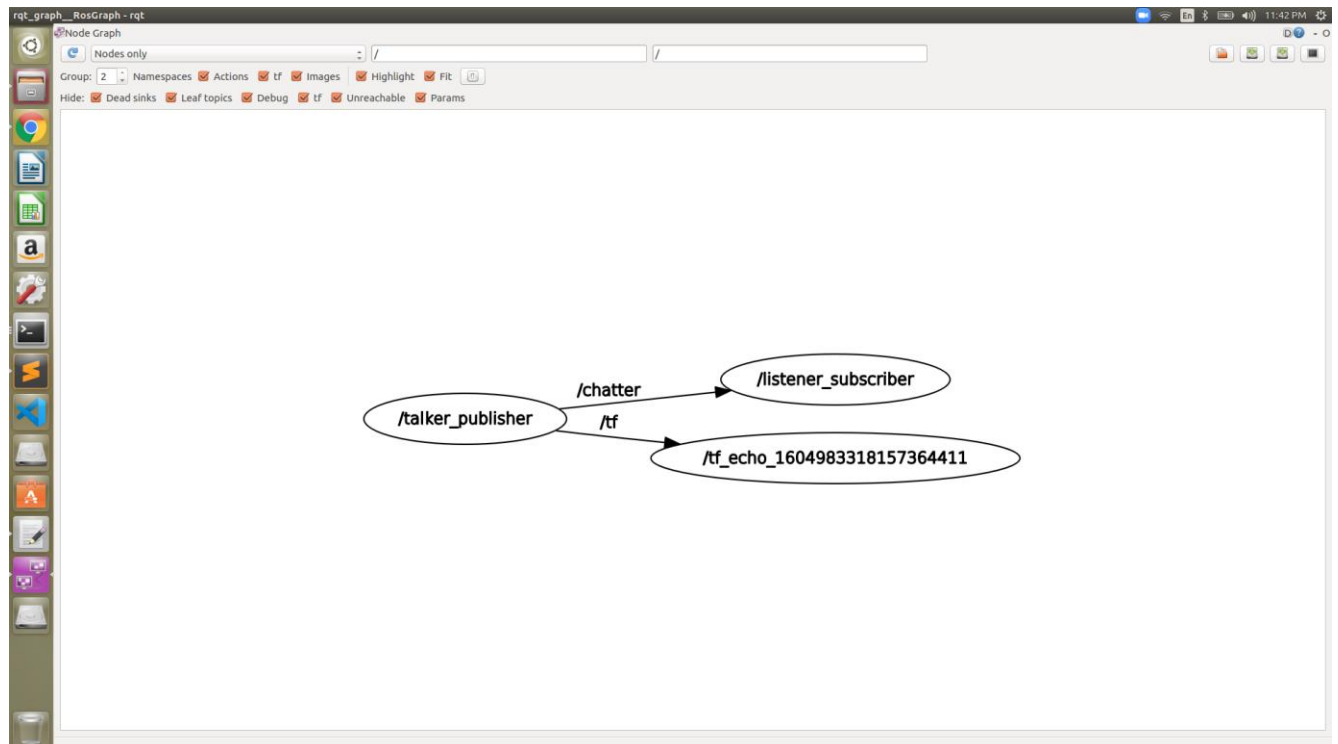 rqt_graph__RosGraph - rqt
En
11:42 PM
Node Graph
D - O
Nodes only / /
Group: 2 Namespaces Actions tf Images Highlight Fit
Hide: Dead sinks Leaf topics Debug tf Unreachable Params
/chatter
/listener_subscriber
/talker_publisher
/tf
/tf_echo_1604983318157364411